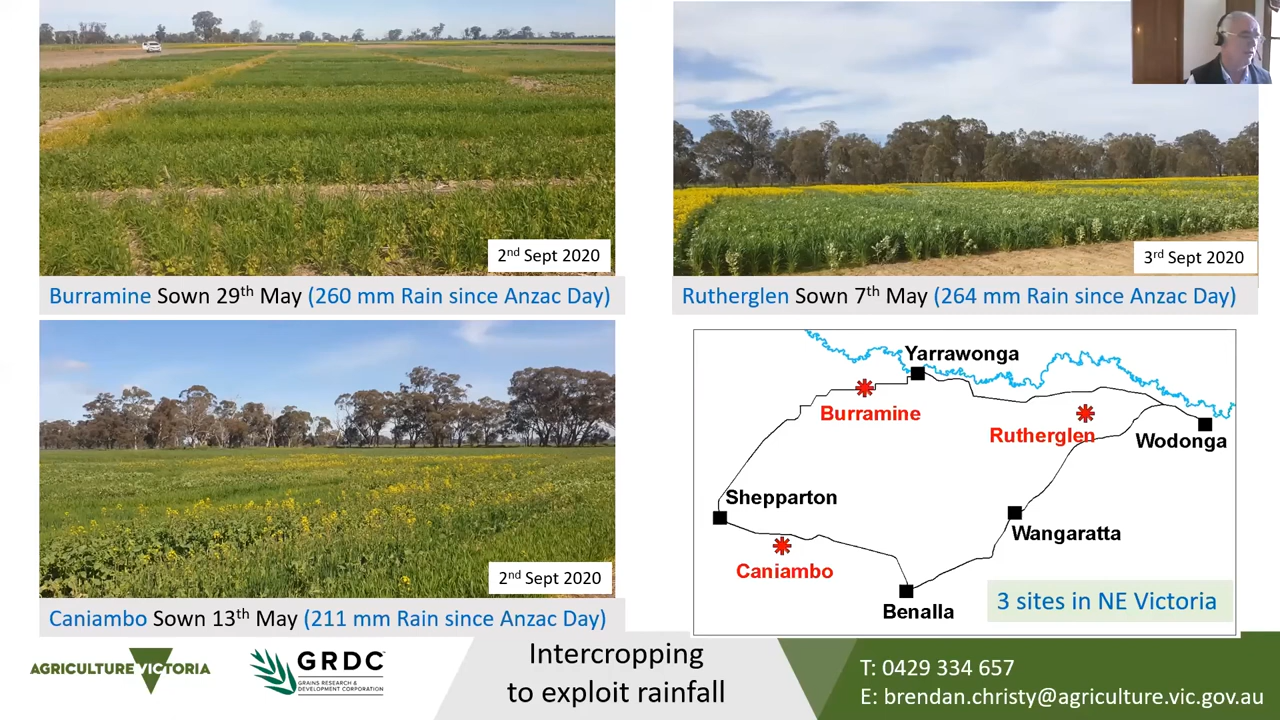 2nd Sept 2020
Burramine Sown 29th May (260 mm Rain since Anzac Day)
3rd Sept 2020
Rutherglen Sown 7th May (264 mm Rain since Anzac Day)
2nd Sept 2020
Caniambo Sown 13th May (211 mm Rain since Anzac Day)
Yarrawonga
Burramine
Rutherglen
Wodonga
Shepparton
Wangaratta
Caniambo
Benalla
3 sites in NE Victoria
AGRICULTURE VICTORIA
GRDC
GRAINS RESEARCH &
DEVELOPMENT CORPORATION
Intercropping
to exploit rainfall
T: 0429 334 657
E: brendan.christy@agriculture.vic.gov.au